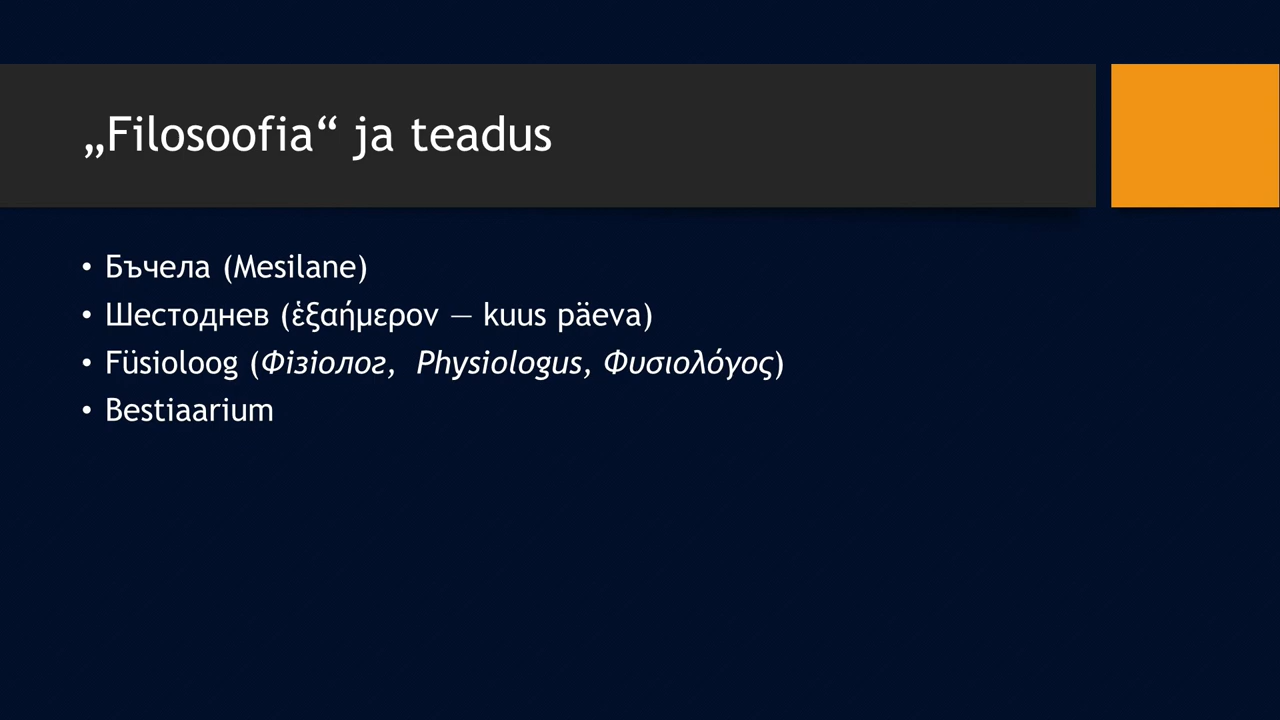 „Filosoofia“ ja teadus
• Бъчела (Mesilane)
• Шестоднев (ἑξαήμερον — kuus päeva)
• Füsioloog (Фізіолог, Physiologus, Φυσιολόγος)
• Bestiaarium